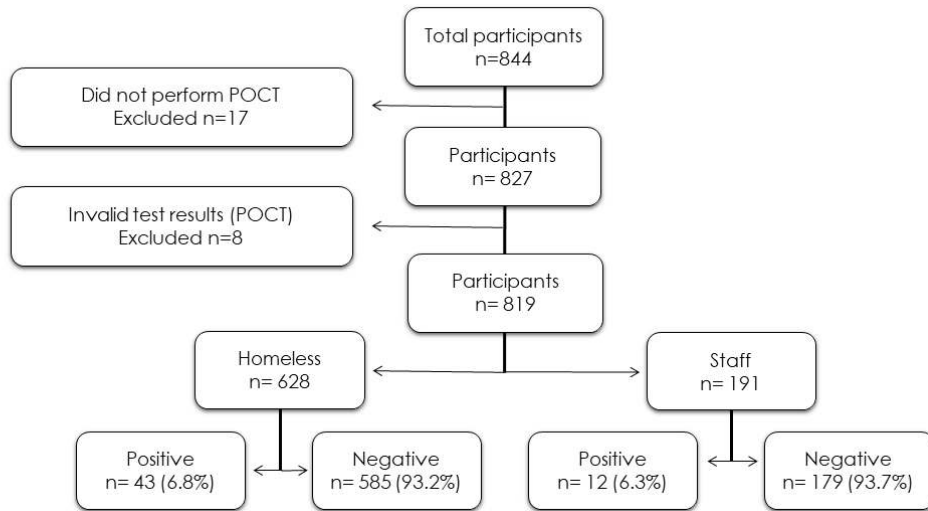 Total participants
n=844
Did not perform POCT
Excluded n=17
Participants
n= 827
Invalid test results (POCT)
Excluded n=8
Participants
n= 819
Homeless
n= 628
Staff
n= 191
Positive
n= 43 (6.8%)
Negative
n= 585 (93.2%)
Positive
n= 12 (6.3%)
Negative
n= 179 (93.7%)